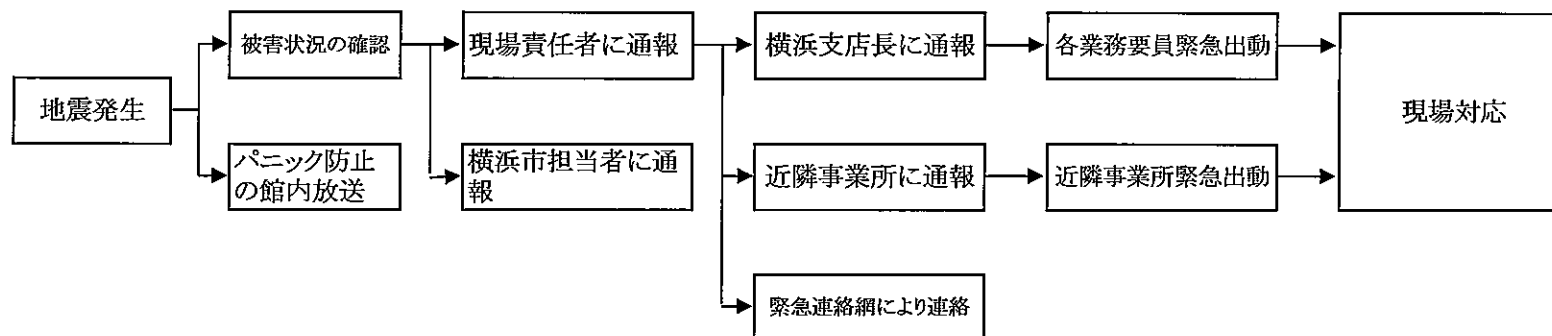 地震発生
被害状況の確認
パニック防止
の館内放送
現場責任者に通報
横浜市担当者に通
報
横浜支店長に通報
近隣事業所に通報
緊急連絡網により連絡
各業務要員緊急出動
近隣事業所緊急出動
現場対応